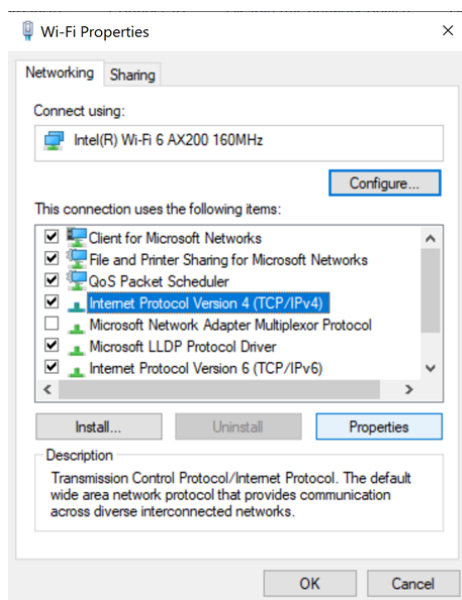 Wi-Fi Properties
Networking
Sharing
Connect using:
Intel(R) Wi-Fi 6 AX200 160MHz
Configure...
This connection uses the following items:
Client for Microsoft Networks
File and Printer Sharing for Microsoft Networks
QoS Packet Scheduler
Internet Protocol Version 4 (TCP/IPv4)
Microsoft Network Adapter Multiplexor Protocol
Microsoft LLDP Protocol Driver
Internet Protocol Version 6 (TCP/IPv6)
Install...
Uninstall
Properties
Description
Transmission Control Protocol/Internet Protocol. The default
wide area network protocol that provides communication
across diverse interconnected networks.
OK
Cancel